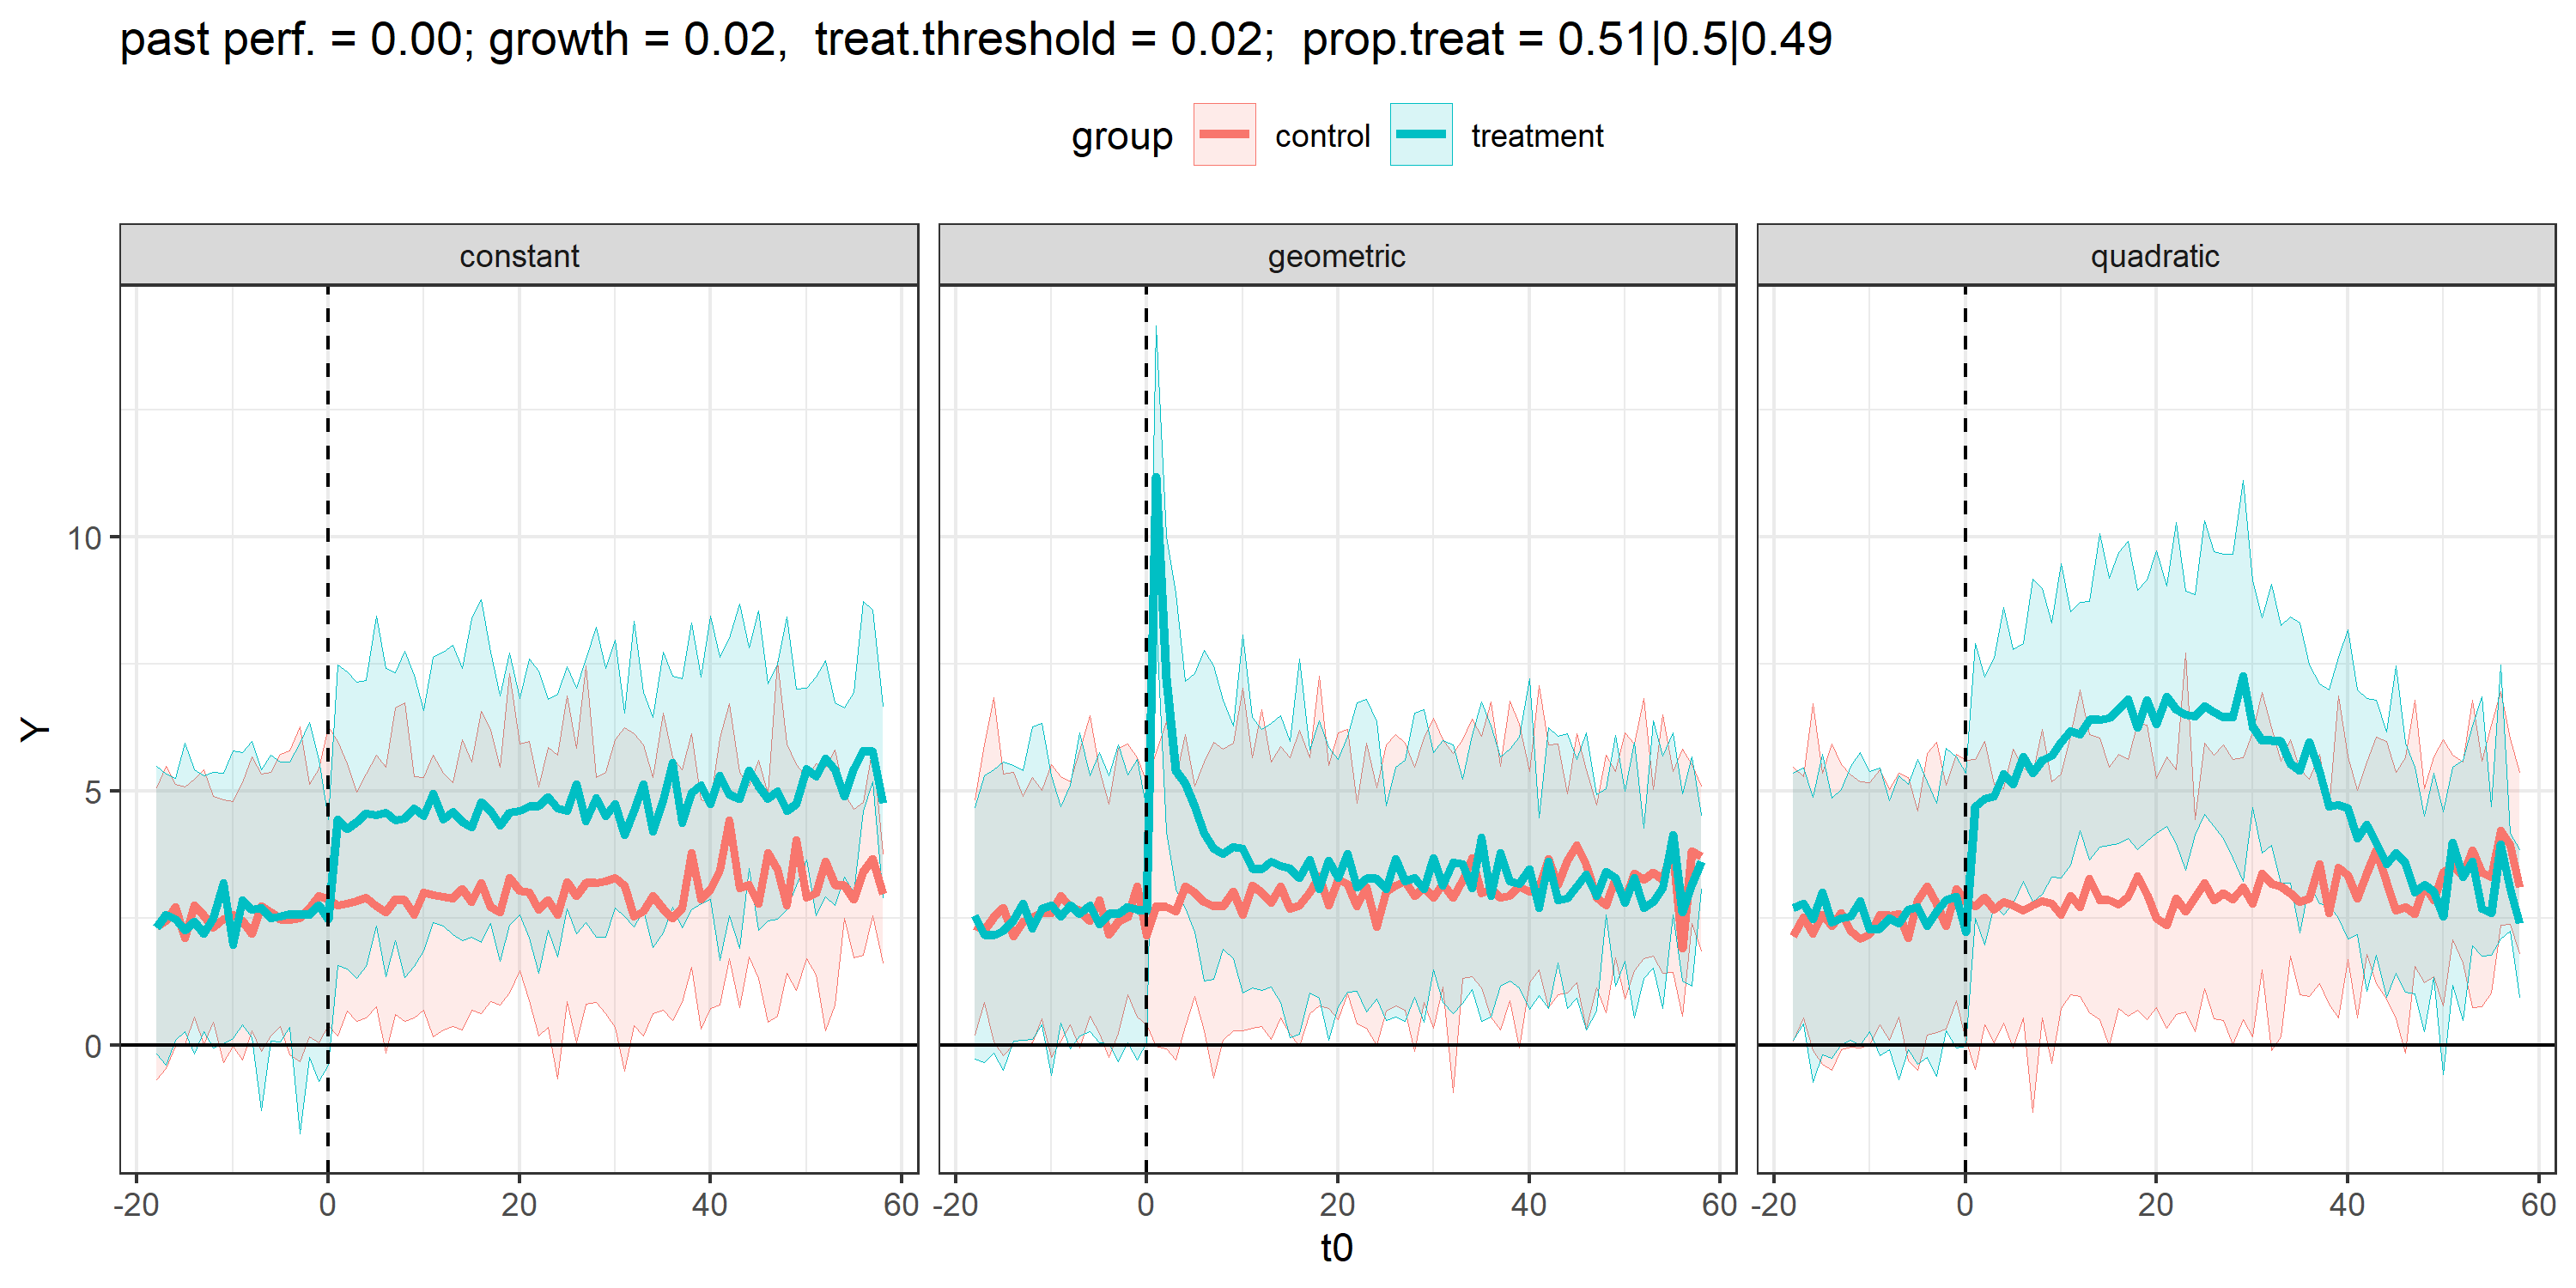 past perf. = 0.00; growth = 0.02,  treat.threshold = 0.02;  prop.treat = 0.51|0.5|0.49
group control treatment
constant geometric quadratic
10
5
0
Y
-20 0 20 40 60 -20 0 20 40 60 -20 0 20 40 60
t0